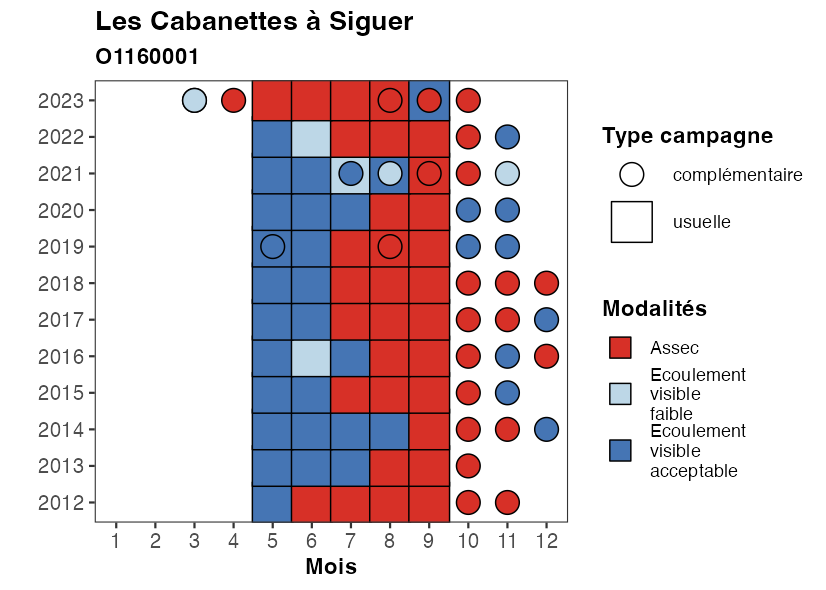 Les Cabanettes à Siguer
O1160001
2023
2022
2021
2020
2019
2018
2017
2016
2015
2014
2013
2012
1 2 3 4 5 6 7 8 9 10 11 12
Mois
Type campagne
complémentaire
usuelle
Modalités
Assec
Ecoulement
visible
faible
Ecoulement
visible
acceptable